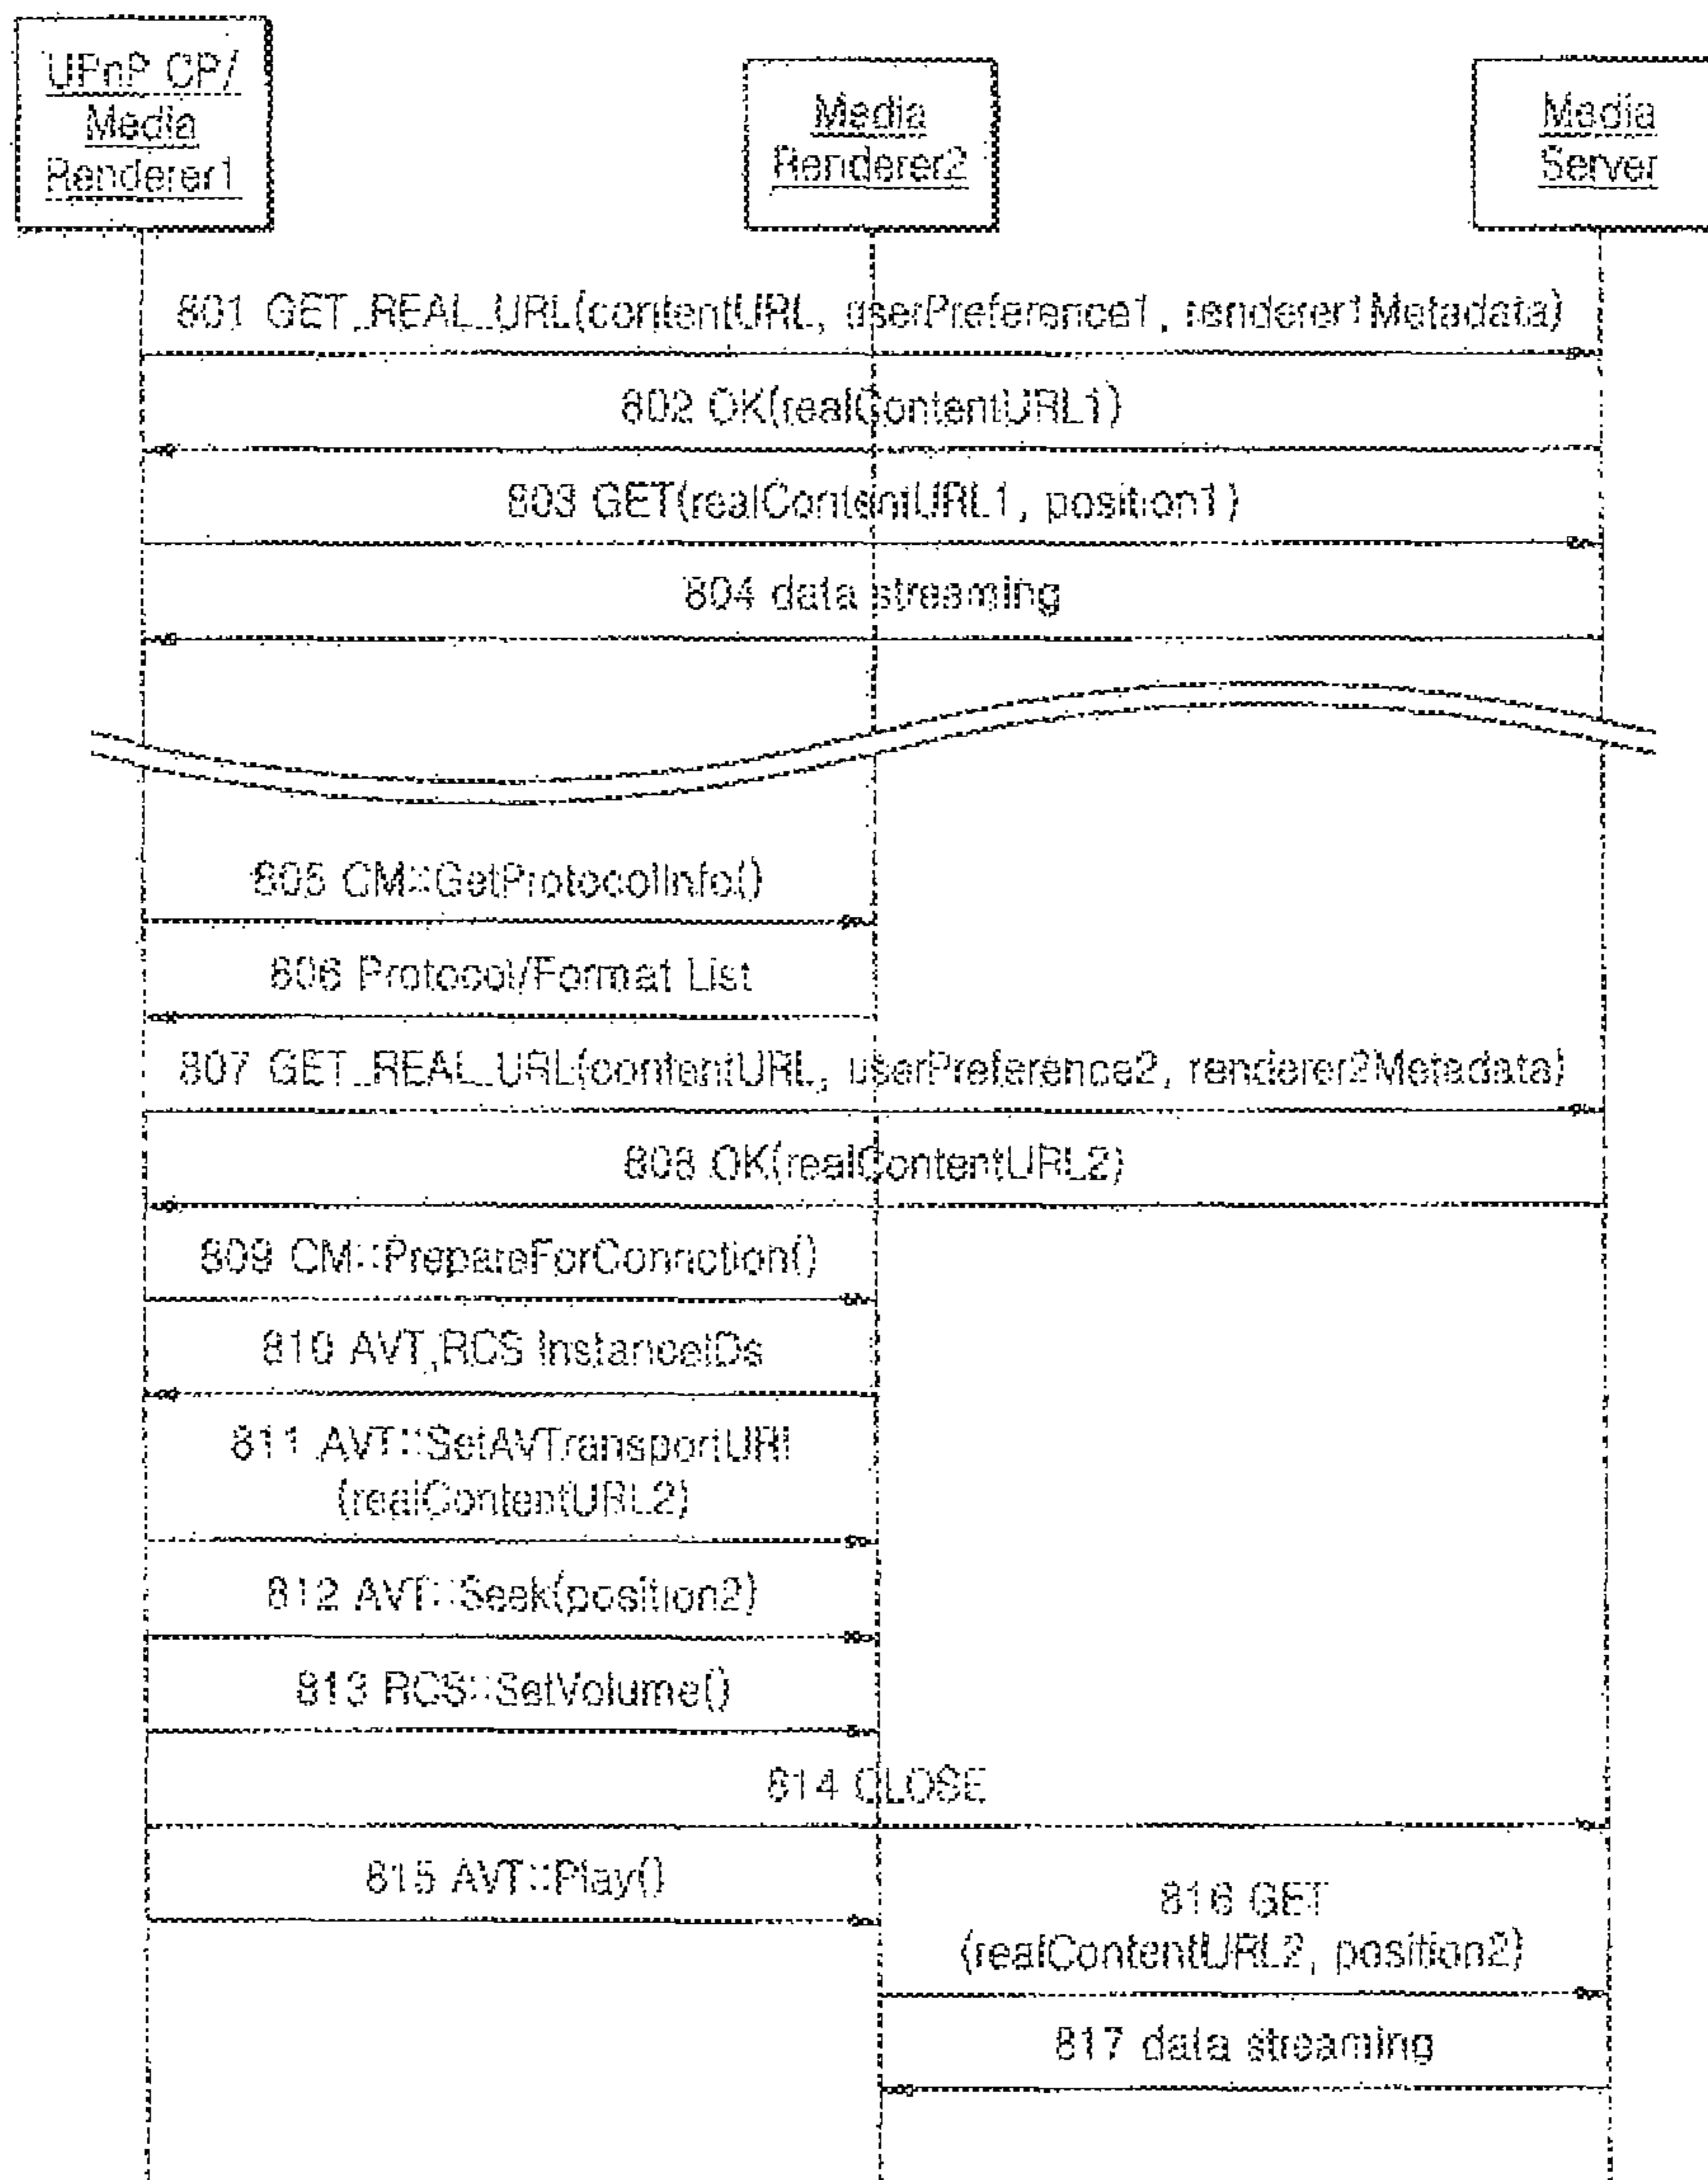 UPnP CP/
Media
Renderer1
Media
Renderer2
Media
Server
801 GET_REAL_URL(contentURL, userPreference1, renderer1Metadata)
802 OK(realContentURL1)
803 GET(realContentURL1, position1)
804 data streaming
805 CM::GetProtocolInfo()
806 Protocol/Format List
807 GET_REAL_URL(contentURL, userPreference2, renderer2Metadata)
808 OK(realContentURL2)
809 CM::PrepareForConnction()
810 AVT,RCS InstanceIDs
811 AVT::SetAVTransportURI
(realContentURL2)
812 AVT::Seek(position2)
813 RCS::SetVolume()
814 CLOSE
815 AVT::Play()
816 GET
(realContentURL2, position2)
817 data streaming